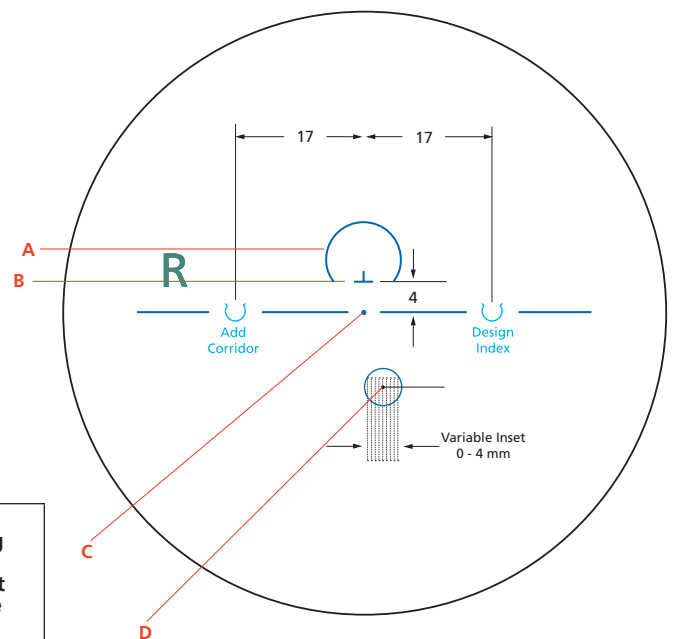 17
17
A
R
B
4
Add
Corridor
Design
Index
Variable Inset
0 - 4 mm
C
D